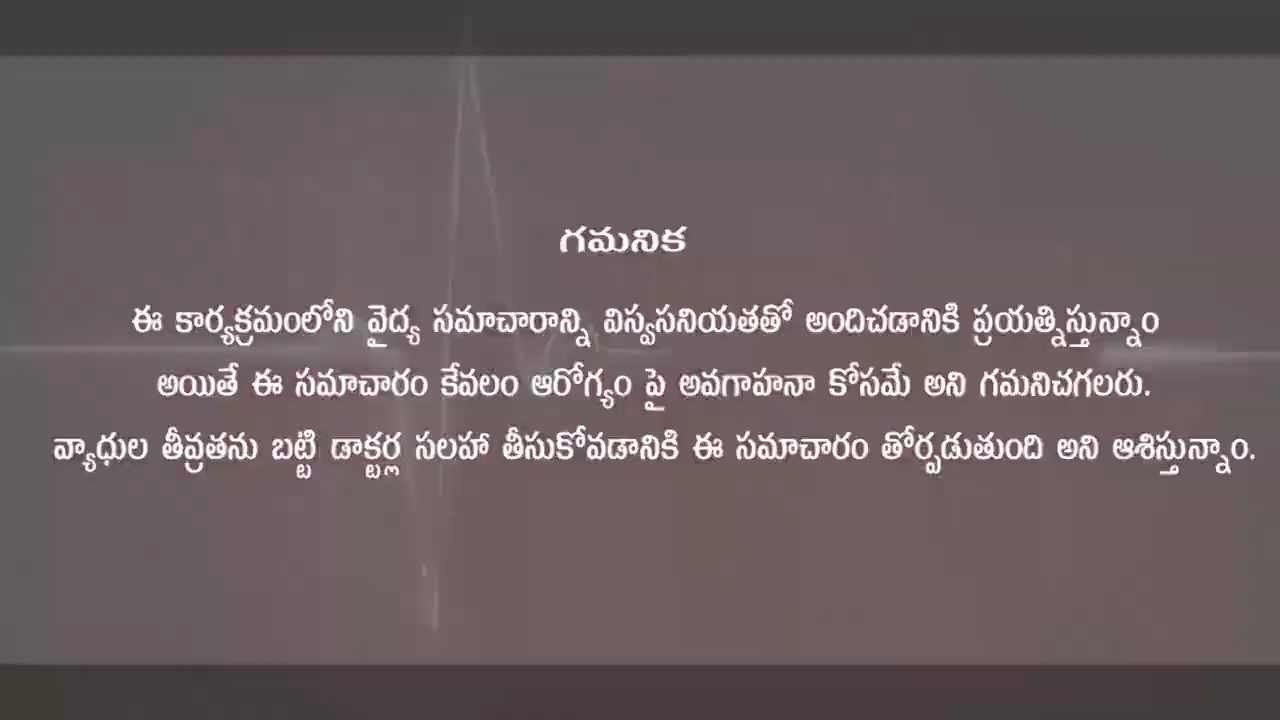 గమనిక
ఈ కార్యక్రమంలోని వైద్య సమాచారాన్ని విస్వసనియతతో అందిచడానికి ప్రయత్నిస్తున్నాం
అయితే ఈ సమాచారం కేవలం ఆరోగ్యం పై అవగాహనా కోసమే అని గమనిచగలరు.
వ్యాధుల తీవ్రతను బట్టి డాక్టర్ల సలహా తీసుకోవడానికి ఈ సమాచారం తోర్పడుతుంది అని ఆశిస్తున్నాం.